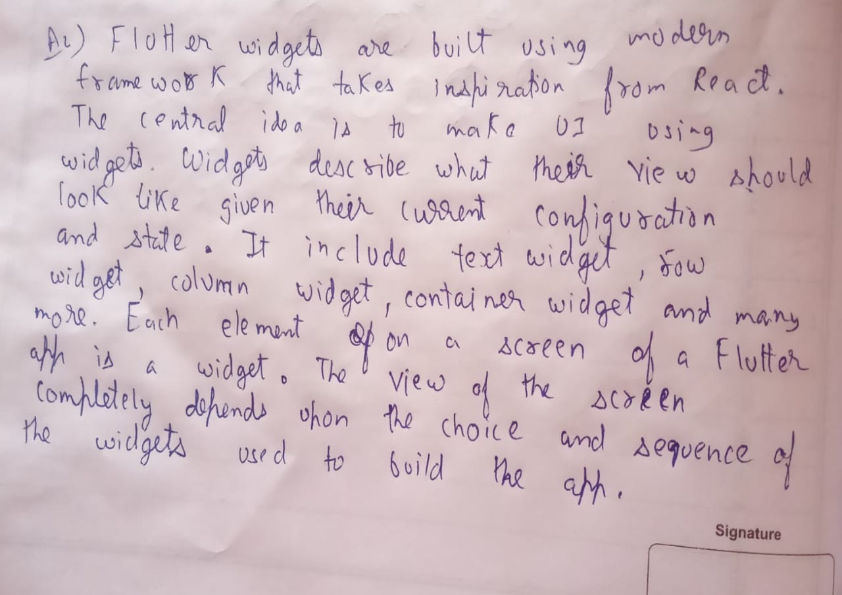 A2) Flutter widgets are built using modern
framework that takes inspiration from React.
The central idea is to make UI using
widgets. Widgets describe what their view should
look like given their current configuration
and state. It include text widget, row
widget, column widget, container widget and many
more. Each element on a screen of a Flutter
app is a widget. The view of the screen
completely depends upon the choice and sequence of
the widgets used to build the app.
Signature